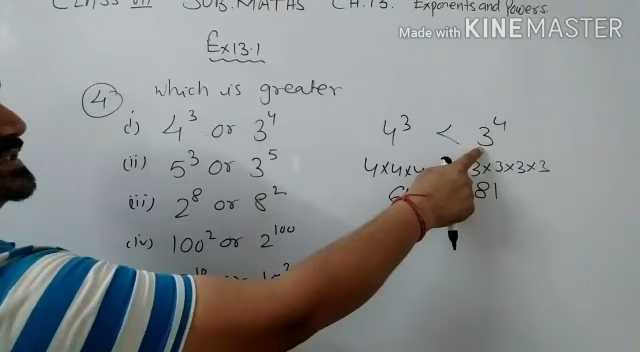 CLASS VII SUB. MATHS CH.13. Exponents and Powers
Made with KINEMASTER
Ex 13.1
4 which is greater
i) 4³ or 3⁴
4³ < 3⁴
(ii) 5³ or 3⁵
4×4×4 3×3×3×3
81
(iii) 2⁸ or 8²
(iv) 100² or 2¹⁰⁰